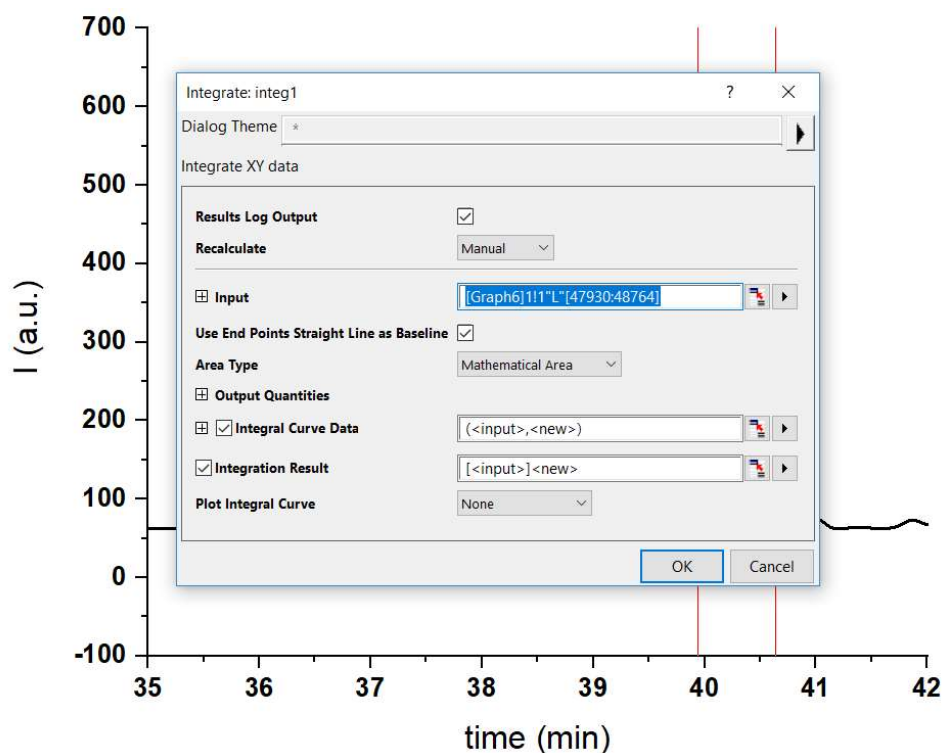 700
600
500
400
300
200
100
0
-100
I (a.u.)
Integrate: integ1 ?
Dialog Theme *
Integrate XY data
Results Log Output
Recalculate Manual
Input [Graph6]1!1"L"[47930:48764]
Use End Points Straight Line as Baseline
Area Type Mathematical Area
Output Quantities
Integral Curve Data (<input>,<new>)
Integration Result [<input>]<new>
Plot Integral Curve None
OK Cancel
35 36 37 38 39 40 41 42
time (min)